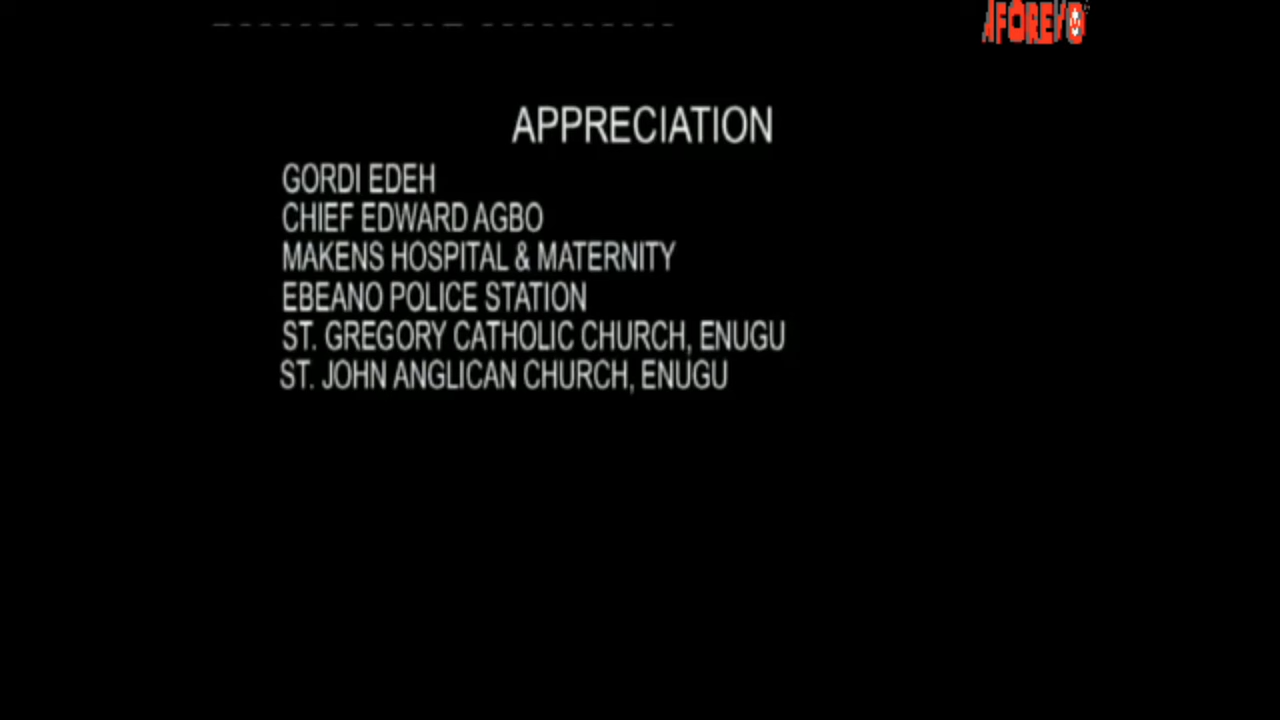 APPRECIATION
GORDI EDEH
CHIEF EDWARD AGBO
MAKENS HOSPITAL & MATERNITY
EBEANO POLICE STATION
ST. GREGORY CATHOLIC CHURCH, ENUGU
ST. JOHN ANGLICAN CHURCH, ENUGU